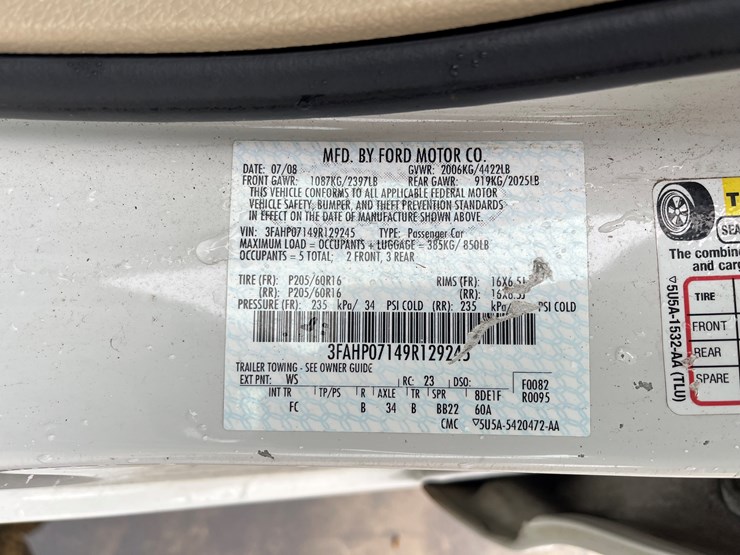 MFD. BY FORD MOTOR CO.
DATE: 07/08 GVWR: 2006KG/4422LB
FRONT GAWR: 1087KG/2397LB REAR GAWR: 919KG/2025LB
THIS VEHICLE CONFORMS TO ALL APPLICABLE FEDERAL MOTOR
VEHICLE SAFETY, BUMPER, AND THEFT PREVENTION STANDARDS
IN EFFECT ON THE DATE OF MANUFACTURE SHOWN ABOVE.
VIN: 3FAHP07149R129245 TYPE: Passenger Car
MAXIMUM LOAD = OCCUPANTS + LUGGAGE = 385KG/ 850LB
OCCUPANTS = 5 TOTAL; 2 FRONT, 3 REAR
TIRE (FR): P205/60R16 RIMS (FR): 16X6.5J
(RR): P205/60R16 (RR): 16X6.5J
PRESSURE (FR): 235 kPa/ 34 PSI COLD (RR): 235 kPa/ PSI COLD
3FAHP07149R129245
TRAILER TOWING - SEE OWNER GUIDE
EXT PNT: WS RC: 23 DSO: F0082
INT TR TP/PS R AXLE TR SPR 8DE1F R0095
FC B 34 B BB22 60A
CMC ▽5U5A-5420472-AA
T
SEA
The combin
and carg
TIRE
FRONT
REAR
SPARE
▽5U5A-1532-AA (TLU)